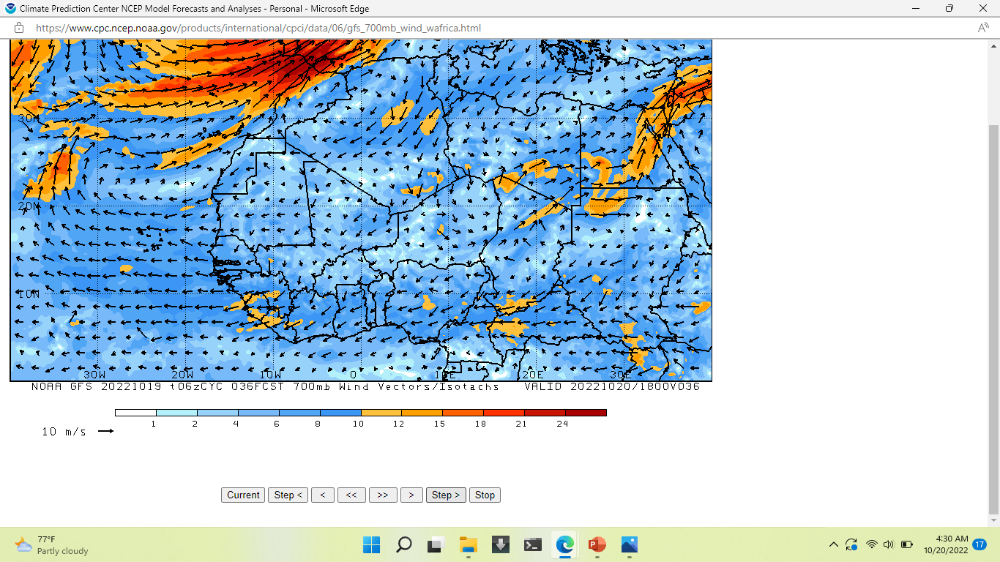 Climate Prediction Center NCEP Model Forecasts and Analyses - Personal - Microsoft Edge
https://www.cpc.ncep.noaa.gov/products/international/cpci/data/06/gfs_700mb_wind_wafrica.html
30N
20N
10N
30W 20W 10W 0 10E 20E 30E
NOAA GFS 20221019 t06zCYC 036FCST 700mb Wind Vectors/Isotachs VALID 20221020/1800V036
1 2 4 6 8 10 12 15 18 21 24
10 m/s
Current Step < < << >> > Step > Stop
77°F
Partly cloudy
4:30 AM
10/20/2022
17